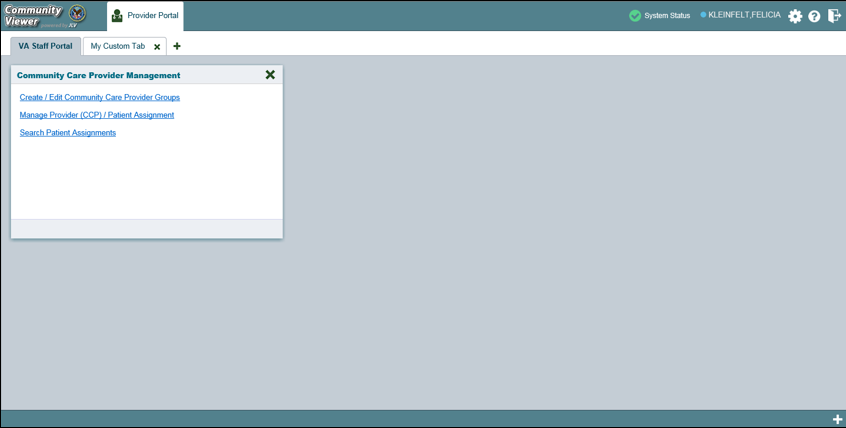 Community
Viewer powered by JLV
Provider Portal
System Status
KLEINFELT,FELICIA
VA Staff Portal
My Custom Tab
Community Care Provider Management
Create / Edit Community Care Provider Groups
Manage Provider (CCP) / Patient Assignment
Search Patient Assignments